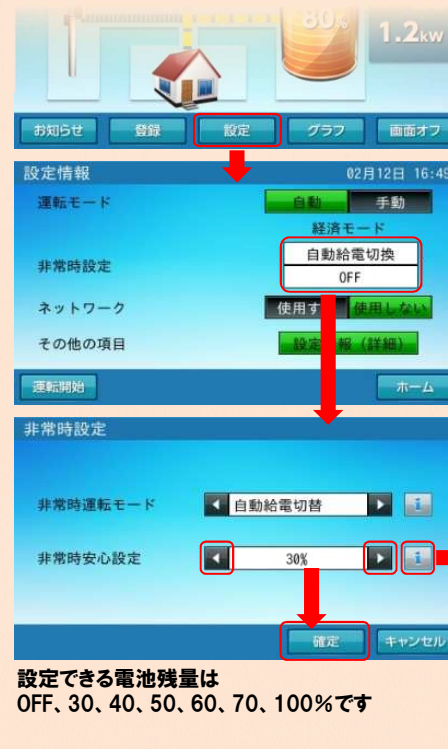 80%
1.2kw
お知らせ 登録 設定 グラフ 画面オフ
設定情報 02月12日 16:49
運転モード 自動 手動
経済モード
非常時設定 自動給電切換
OFF
ネットワーク 使用す 使用しない
その他の項目 設定 報（詳細）
運転開始 ホーム
非常時設定
非常時運転モード 自動給電切替 i
非常時安心設定 30% i
確定 キャンセル
設定できる電池残量は
OFF、30、40、50、60、70、100%です